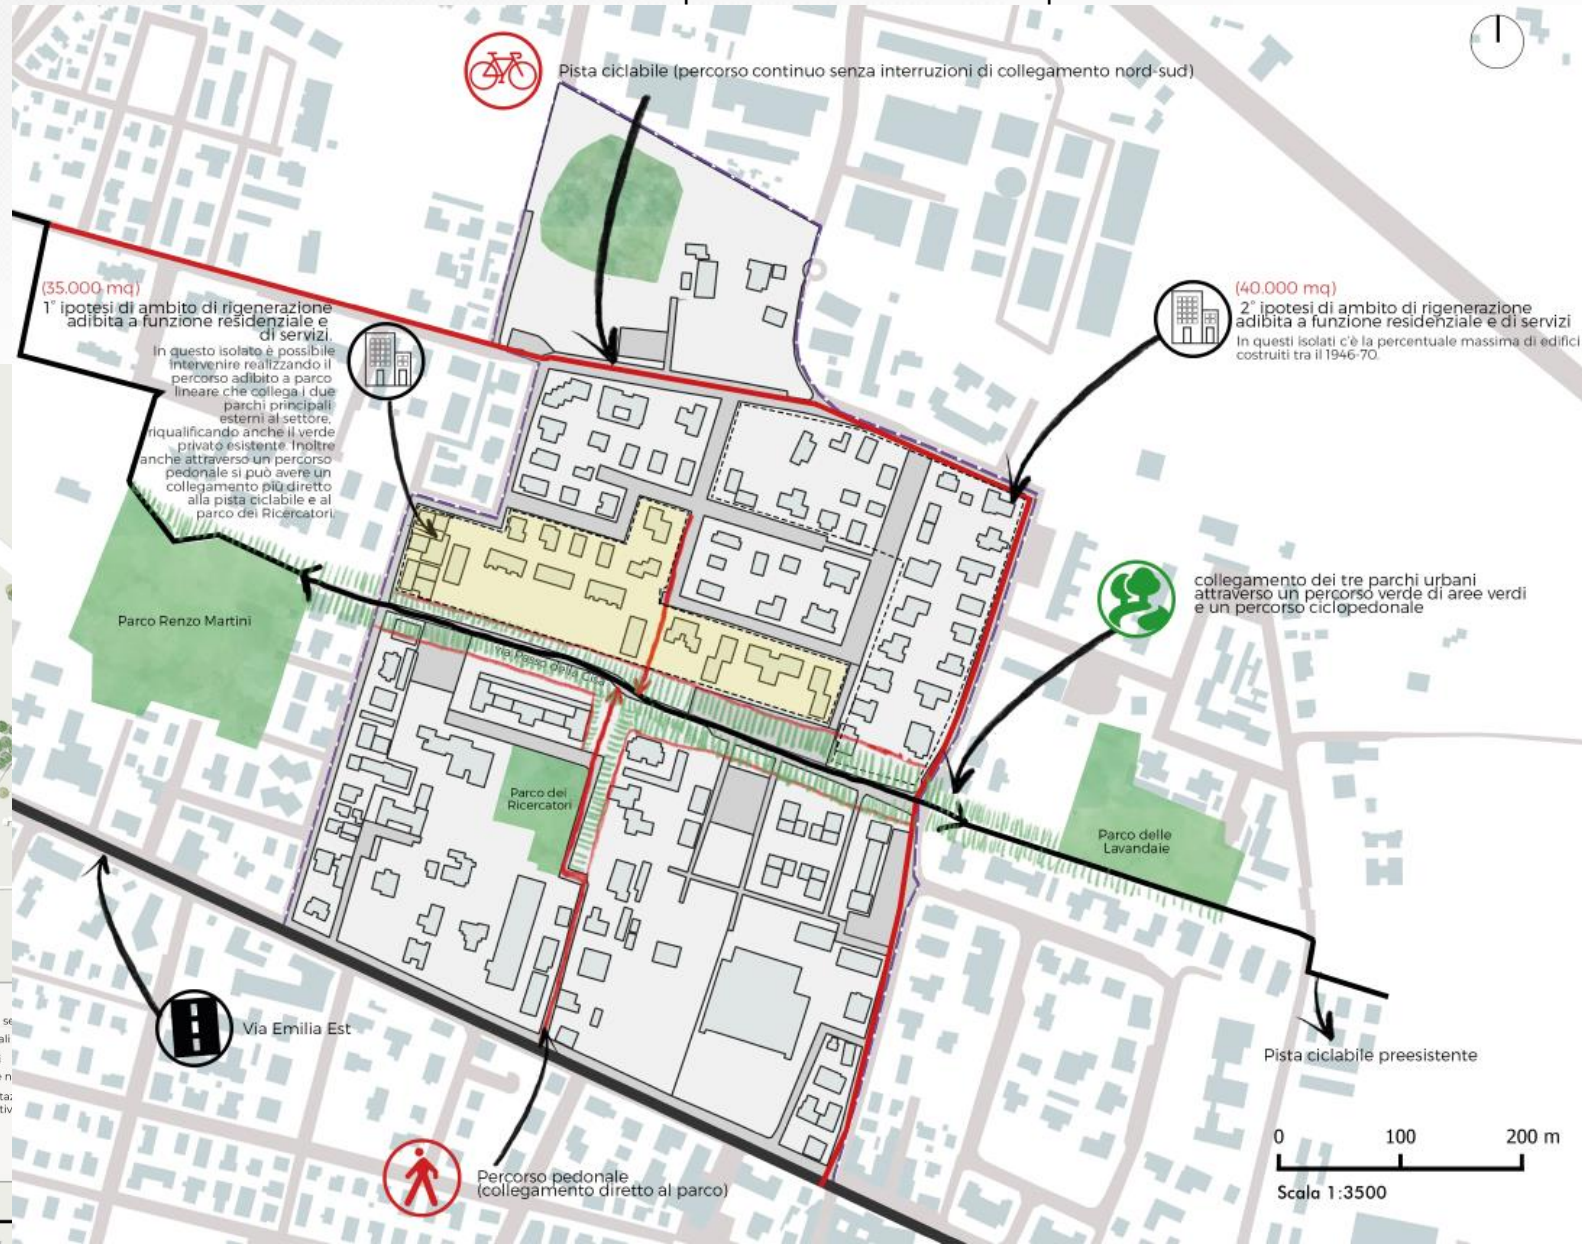 Pista ciclabile (percorso continuo senza interruzioni di collegamento nord-sud)
(35.000 mq)
1° ipotesi di ambito di rigenerazione
adibita a funzione residenziale e
di servizi.
In questo isolato è possibile
intervenire realizzando il
percorso adibito a parco
lineare che collega i due
parchi principali
esterni al settore,
riqualificando anche il verde
privato esistente. Inoltre
anche attraverso un percorso
pedonale si può avere un
collegamento più diretto
alla pista ciclabile e al
parco dei Ricercatori.
(40.000 mq)
2° ipotesi di ambito di rigenerazione
adibita a funzione residenziale e di servizi
In questi isolati c'è la percentuale massima di edifici
costruiti tra il 1946-70.
collegamento dei tre parchi urbani
attraverso un percorso verde di aree verdi
e un percorso ciclopedonale
Parco Renzo Martini
Via Passo della
Parco dei
Ricercatori
Parco delle
Lavandaie
Via Emilia Est
Pista ciclabile preesistente
Percorso pedonale
(collegamento diretto al parco)
0 100 200 m
Scala 1:3500